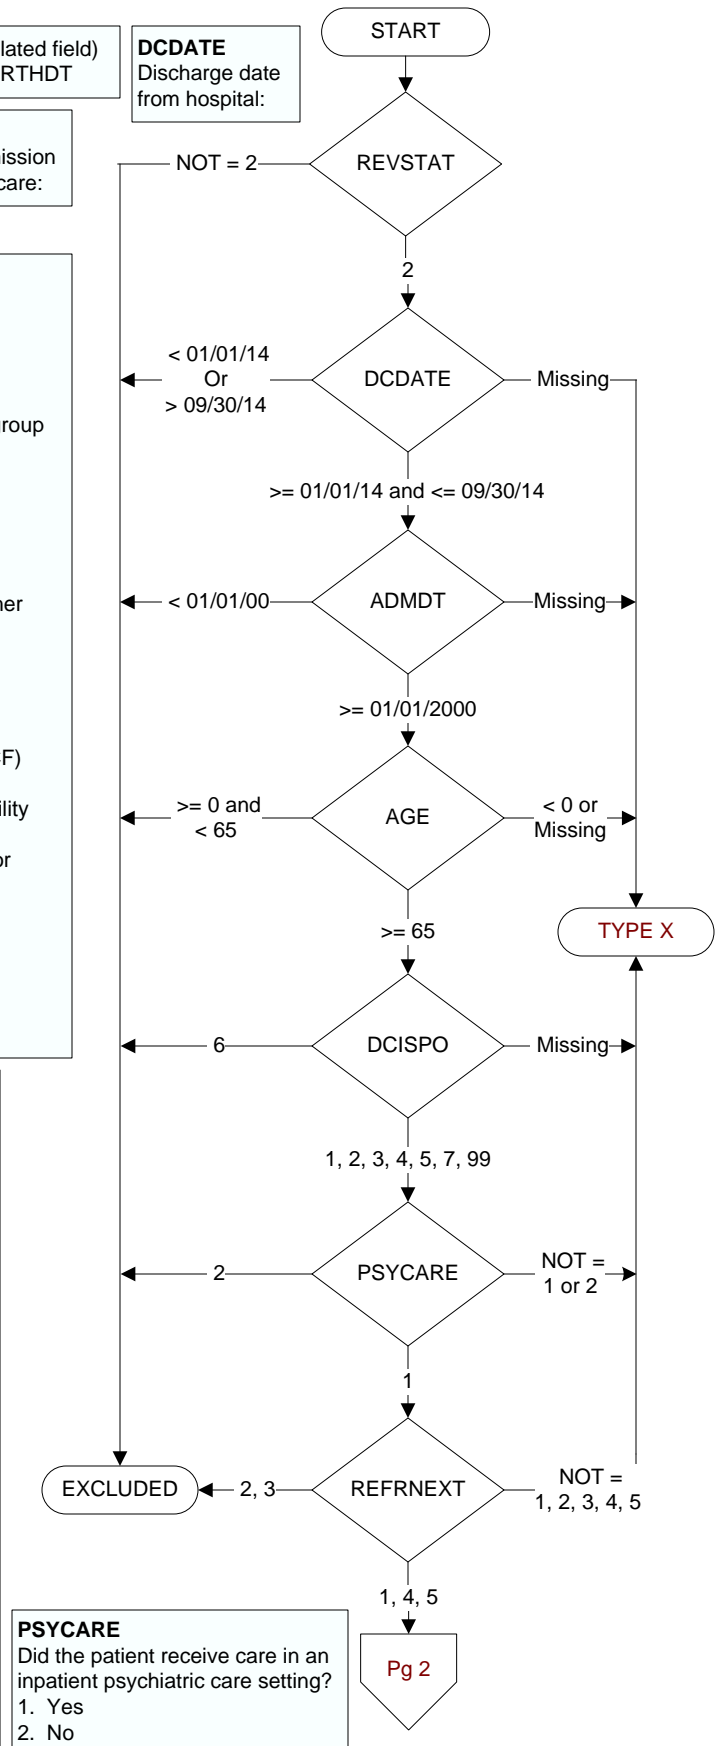 START
lated field)
RTHDT
DCDATE
Discharge date
from hospital:
ission
care:
NOT = 2
REVSTAT
2
< 01/01/14
Or
> 09/30/14
DCDATE
Missing
roup
>= 01/01/14 and <= 09/30/14
ner
< 01/01/00
ADMDT
Missing
>= 01/01/2000
F)
ility
or
>= 0 and
< 65
AGE
< 0 or
Missing
>= 65
TYPE X
6
DCISPO
Missing
1, 2, 3, 4, 5, 7, 99
2
PSYCARE
NOT =
1 or 2
1
EXCLUDED
2, 3
REFRNEXT
NOT =
1, 2, 3, 4, 5
1, 4, 5
Pg 2
PSYCARE
Did the patient receive care in an
inpatient psychiatric care setting?
1. Yes
2. No